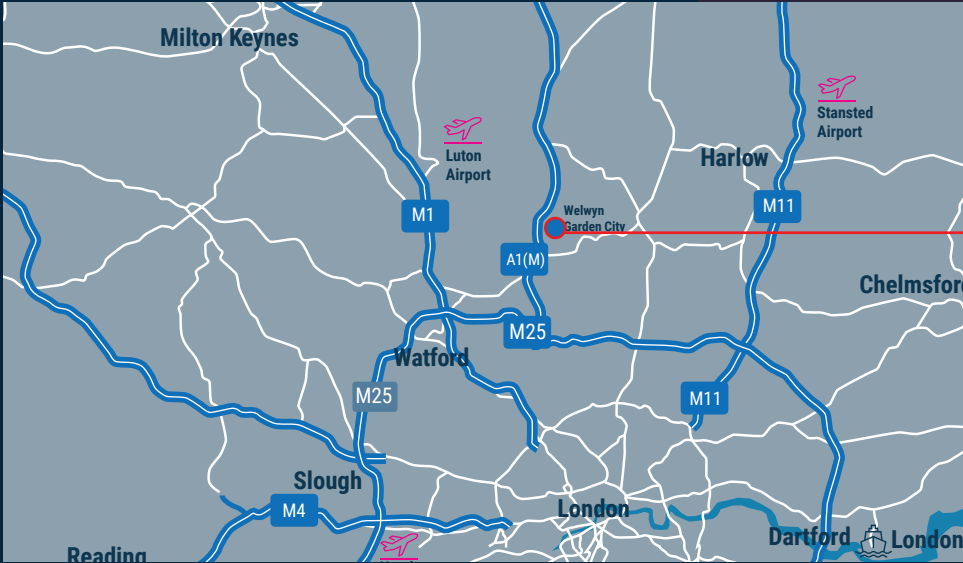 Milton Keynes
Stansted
Airport
Luton
Airport
Harlow
M1
M11
Welwyn
Garden City
A1(M)
Chelmsford
M25
Watford
M25
M11
Slough
M4
London
Dartford
London
Reading